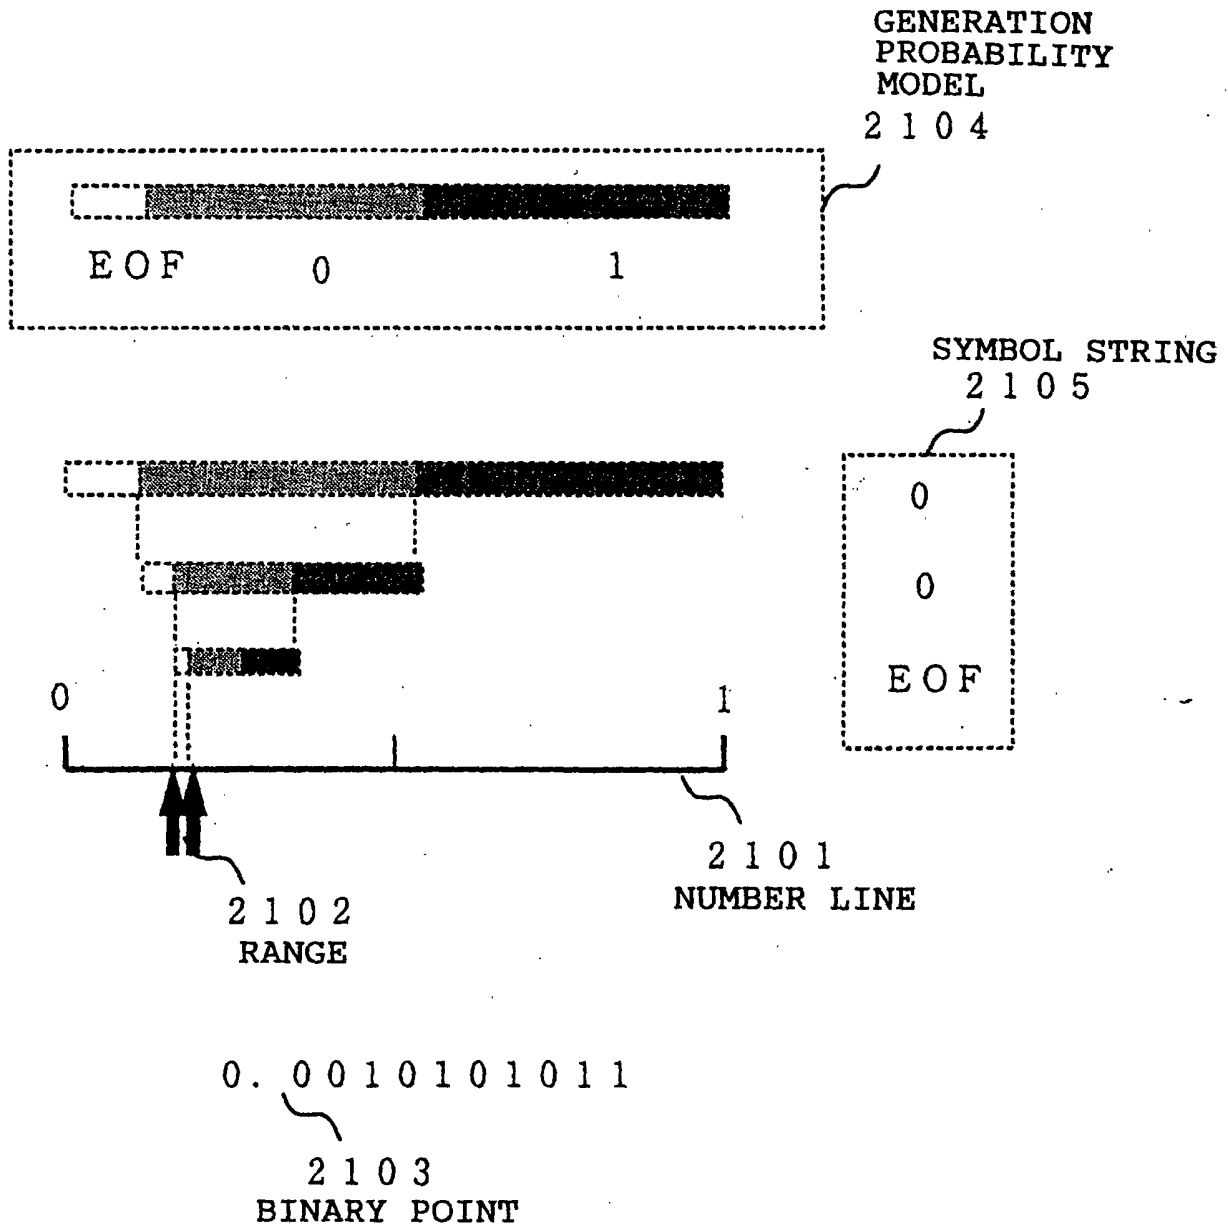 GENERATION
PROBABILITY
MODEL
2104
EOF 0 1
SYMBOL STRING
2105
0
0
EOF
0 1
2101
NUMBER LINE
2102
RANGE
0.0010101011
2103
BINARY POINT